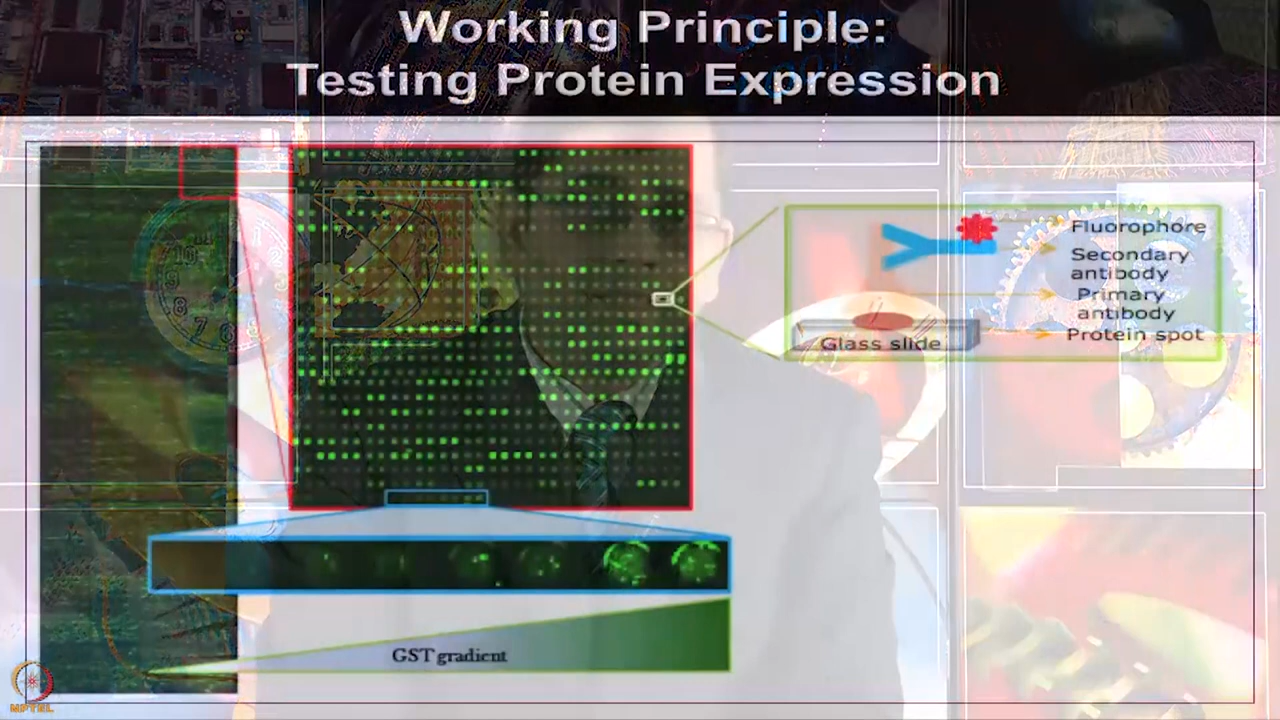 Working Principle:
Testing Protein Expression
Fluorophore
Secondary
antibody
Primary
antibody
Protein spot
Glass slide
GST gradient
NPTEL